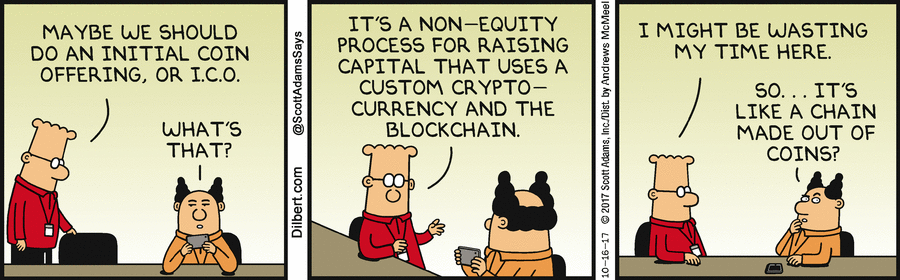 MAYBE WE SHOULD
DO AN INITIAL COIN
OFFERING, OR I.C.O.
WHAT'S
THAT?
Dilbert.com @ScottAdamsSays
IT'S A NON-EQUITY
PROCESS FOR RAISING
CAPITAL THAT USES A
CUSTOM CRYPTO-
CURRENCY AND THE
BLOCKCHAIN.
10-16-17 © 2017 Scott Adams, Inc./Dist. by Andrews McMeel
I MIGHT BE WASTING
MY TIME HERE.
SO. . . IT'S
LIKE A CHAIN
MADE OUT OF
COINS?